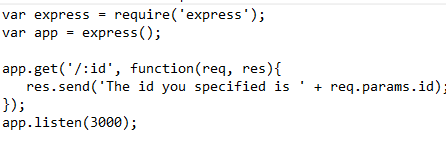 var express = require('express');
var app = express();
app.get('/:id', function(req, res){
res.send('The id you specified is ' + req.params.id);
});
app.listen(3000);